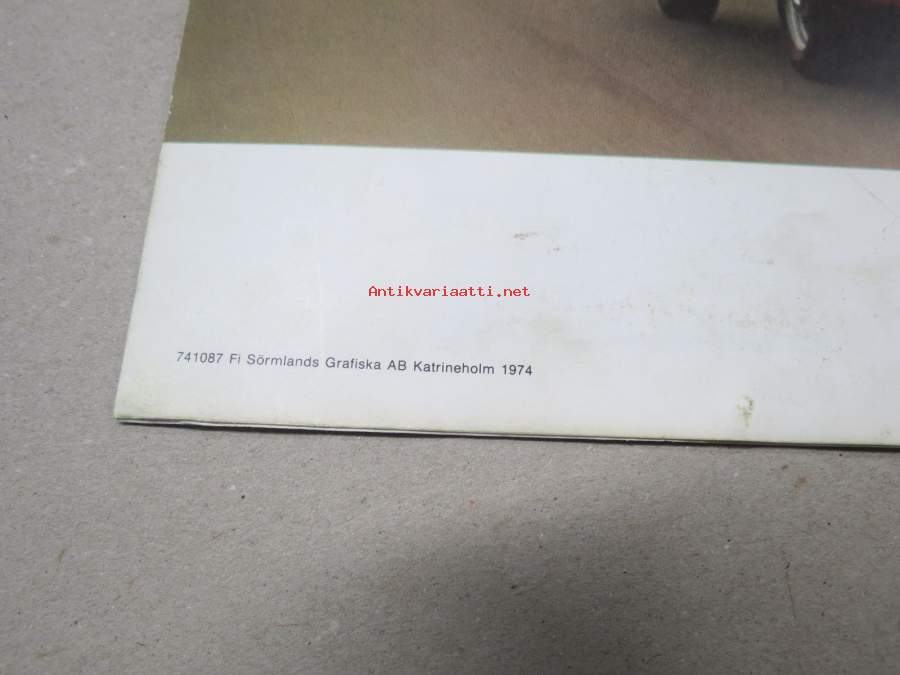 Antikvariaatti.net
741087 Fi Sörmlands Grafiska AB Katrineholm 1974